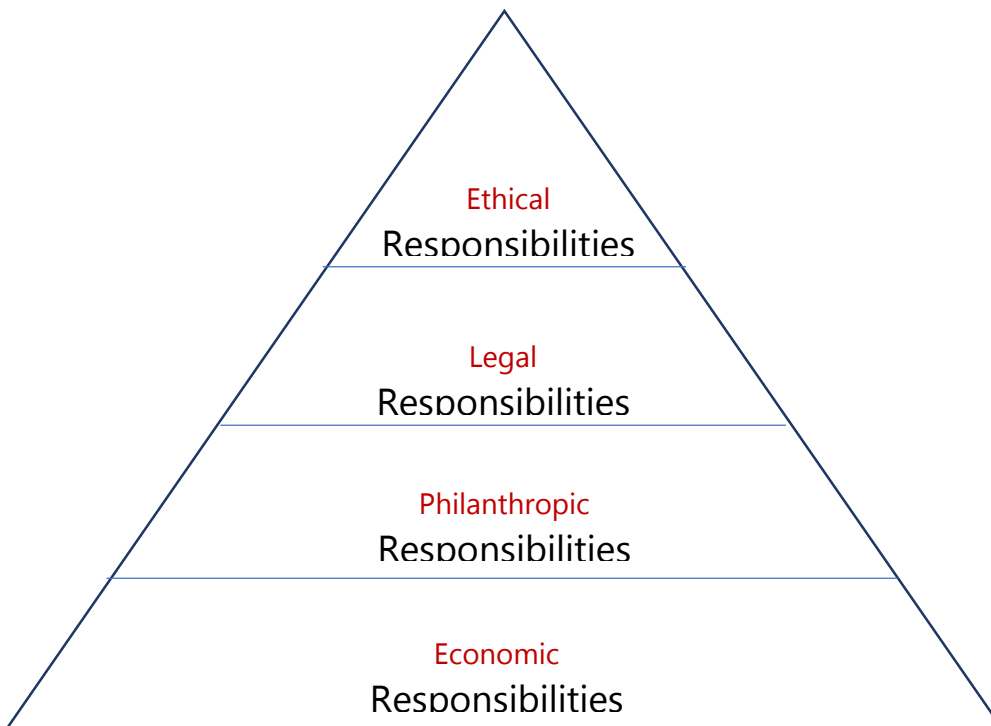 Ethical
Responsibilities
Legal
Responsibilities
Philanthropic
Responsibilities
Economic
Responsibilities